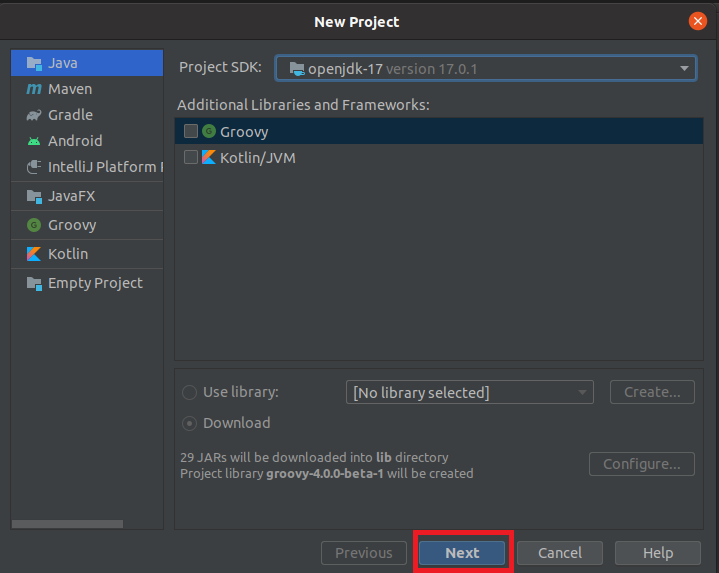 New Project
Java
Maven
Gradle
Android
IntelliJ Platform
JavaFX
Groovy
Kotlin
Empty Project
Project SDK: openjdk-17 version 17.0.1
Additional Libraries and Frameworks:
Groovy
Kotlin/JVM
Use library: [No library selected] Create...
Download
29 JARs will be downloaded into lib directory
Project library groovy-4.0.0-beta-1 will be created
Configure...
Previous Next Cancel Help